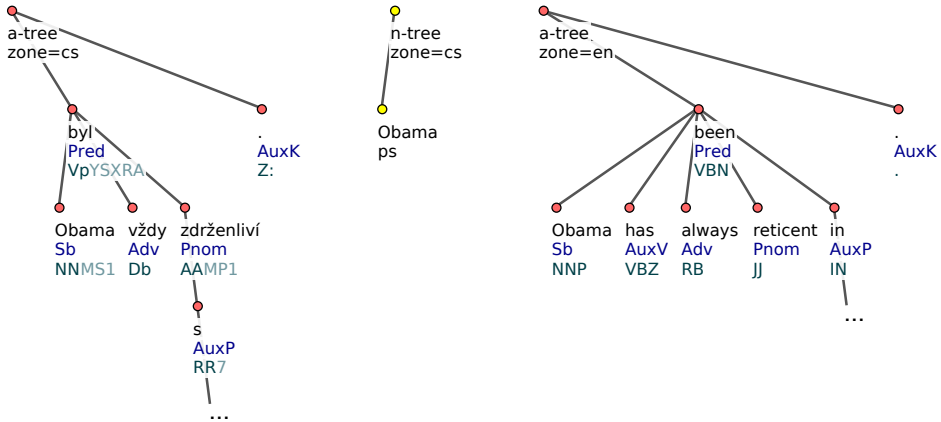 a-tree
zone=cs
byl
Pred
VpYSXRA
.
AuxK
Z:
Obama
Sb
NNMS1
vždy
Adv
Db
zdrženliví
Pnom
AAMP1
s
AuxP
RR7
...
n-tree
zone=cs
Obama
ps
a-tree
zone=en
been
Pred
VBN
.
AuxK
.
Obama
Sb
NNP
has
AuxV
VBZ
always
Adv
RB
reticent
Pnom
JJ
in
AuxP
IN
...